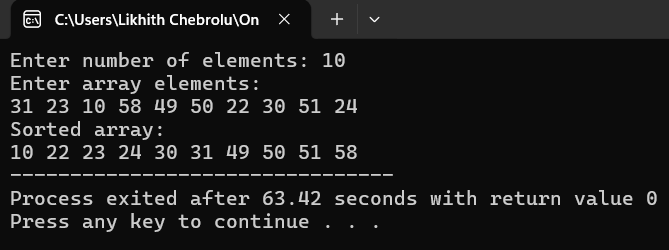 C:\Users\Likhith Chebrolu\On
Enter number of elements: 10
Enter array elements:
31 23 10 58 49 50 22 30 51 24
Sorted array:
10 22 23 24 30 31 49 50 51 58
--------------------------------
Process exited after 63.42 seconds with return value 0
Press any key to continue . . .